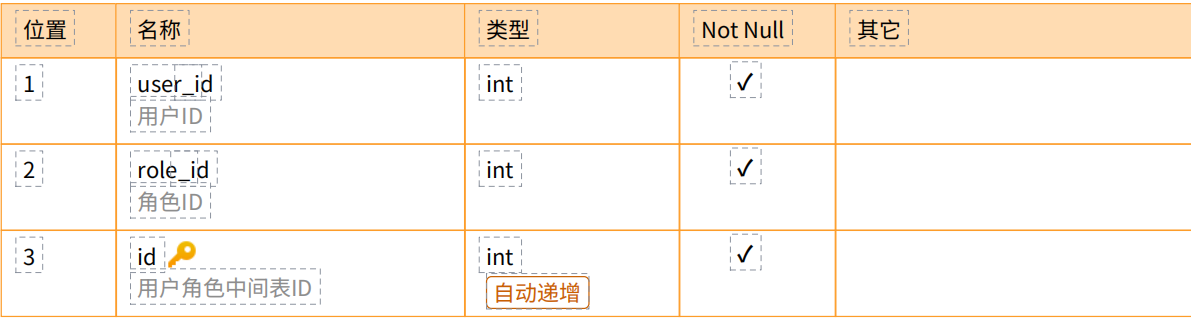 位置 名称 类型 Not Null 其它
1 user_id int ✓
用户ID
2 role_id int ✓
角色ID
3 id int ✓
用户角色中间表ID 自动递增